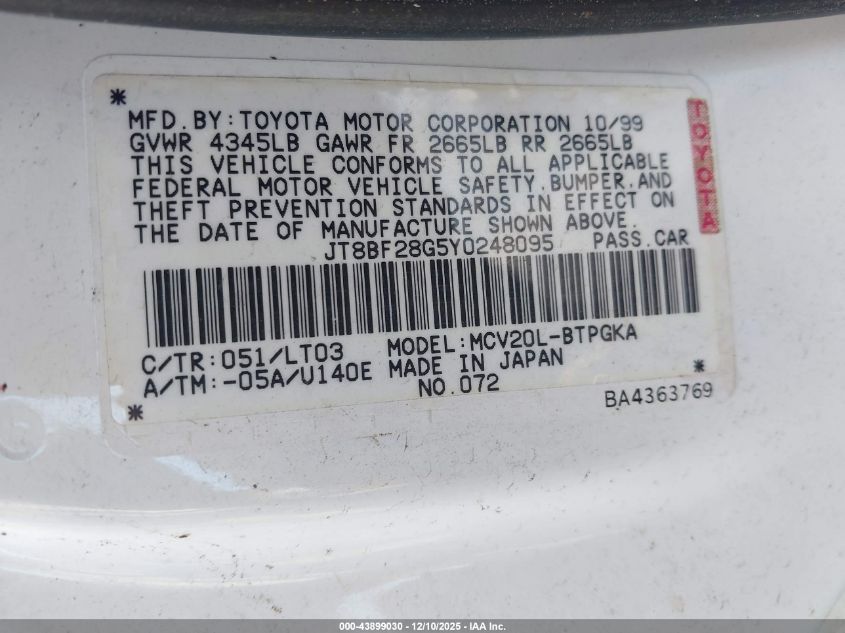 MFD.BY:TOYOTA MOTOR CORPORATION 10/99
GVWR 4345LB GAWR FR 2665LB RR 2665LB
THIS VEHICLE CONFORMS TO ALL APPLICABLE
FEDERAL MOTOR VEHICLE SAFETY,BUMPER,AND
THEFT PREVENTION STANDARDS IN EFFECT ON
THE DATE OF MANUFACTURE SHOWN ABOVE.
JT8BF28G5Y0248095 PASS.CAR
TOYOTA
C/TR:051/LT03 MODEL:MCV20L-BTPGKA
A/TM:-05A/U140E MADE IN JAPAN
NO.072
BA4363769
000-43899030 - 12/10/2025 - IAA Inc.